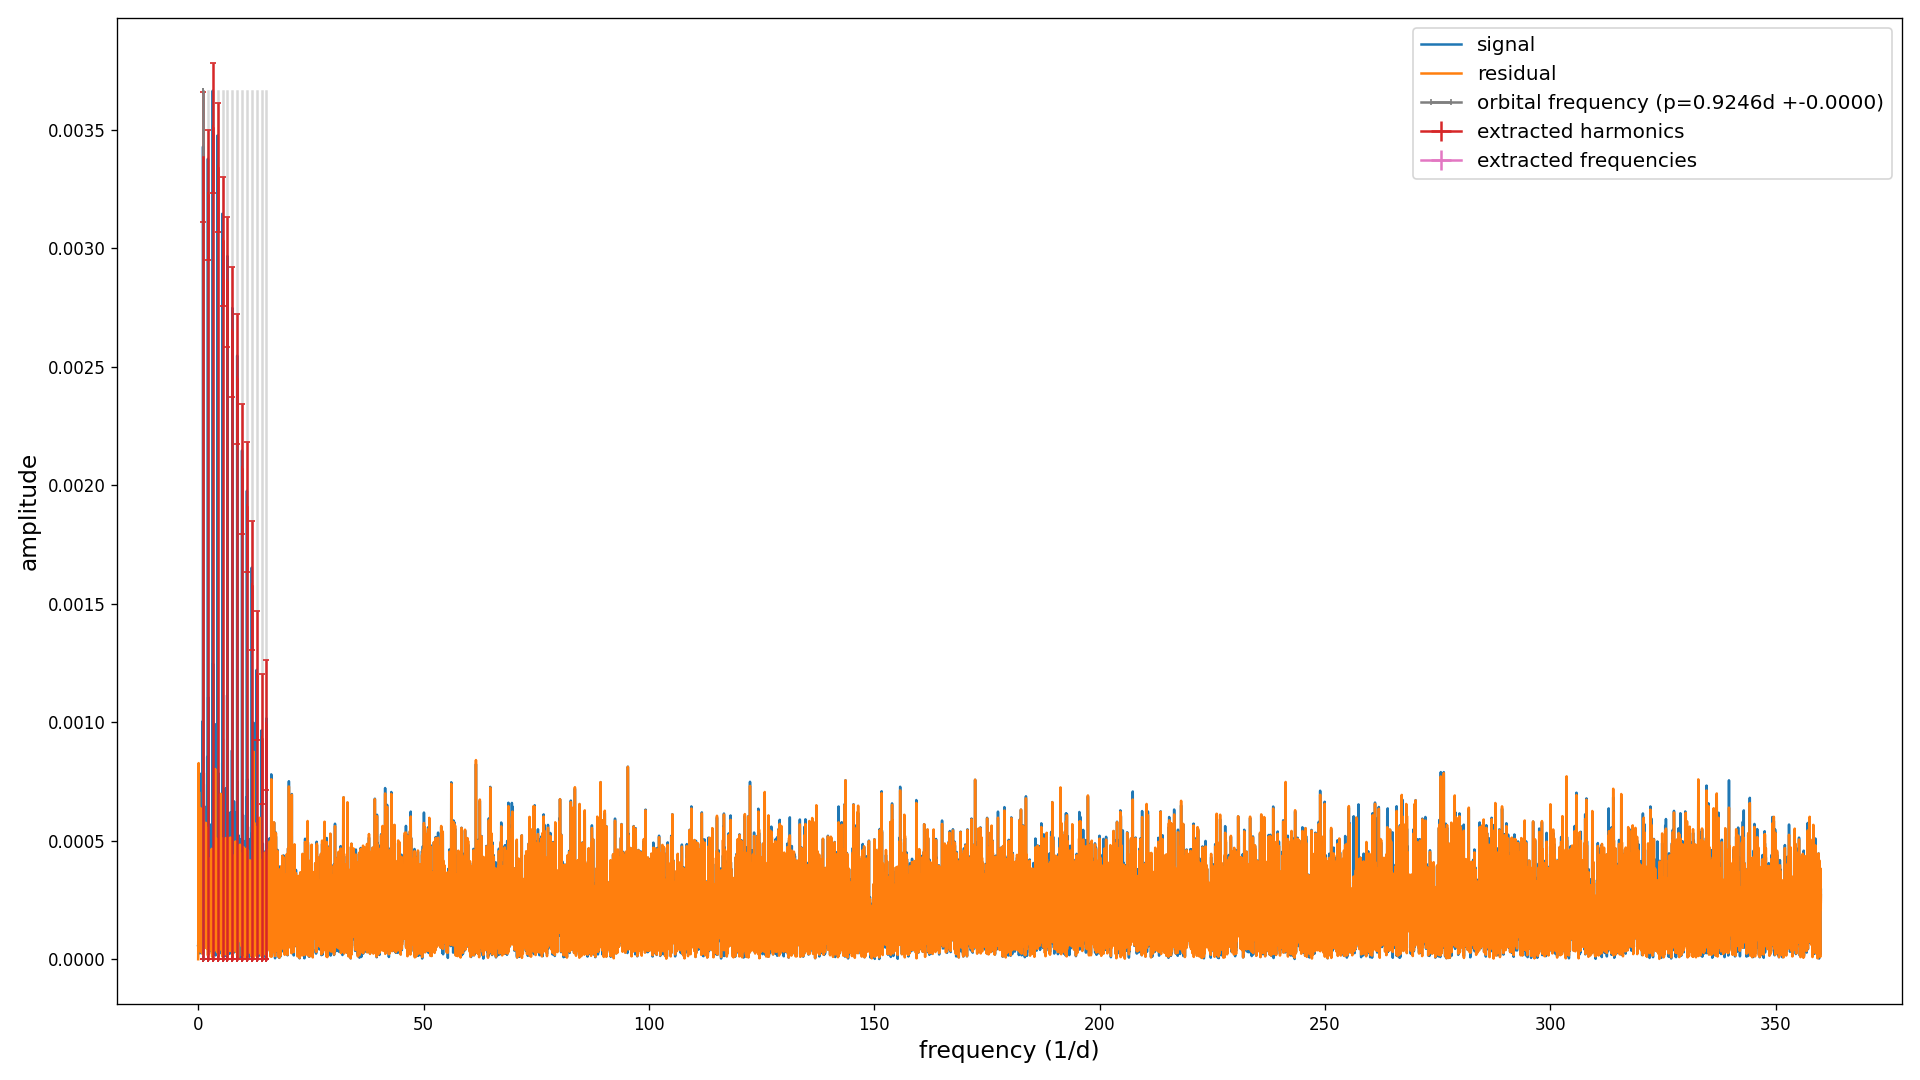 signal
residual
orbital frequency (p=0.9246d +-0.0000)
extracted harmonics
extracted frequencies
amplitude
0.0035
0.0030
0.0025
0.0020
0.0015
0.0010
0.0005
0.0000
0 50 100 150 200 250 300 350
frequency (1/d)